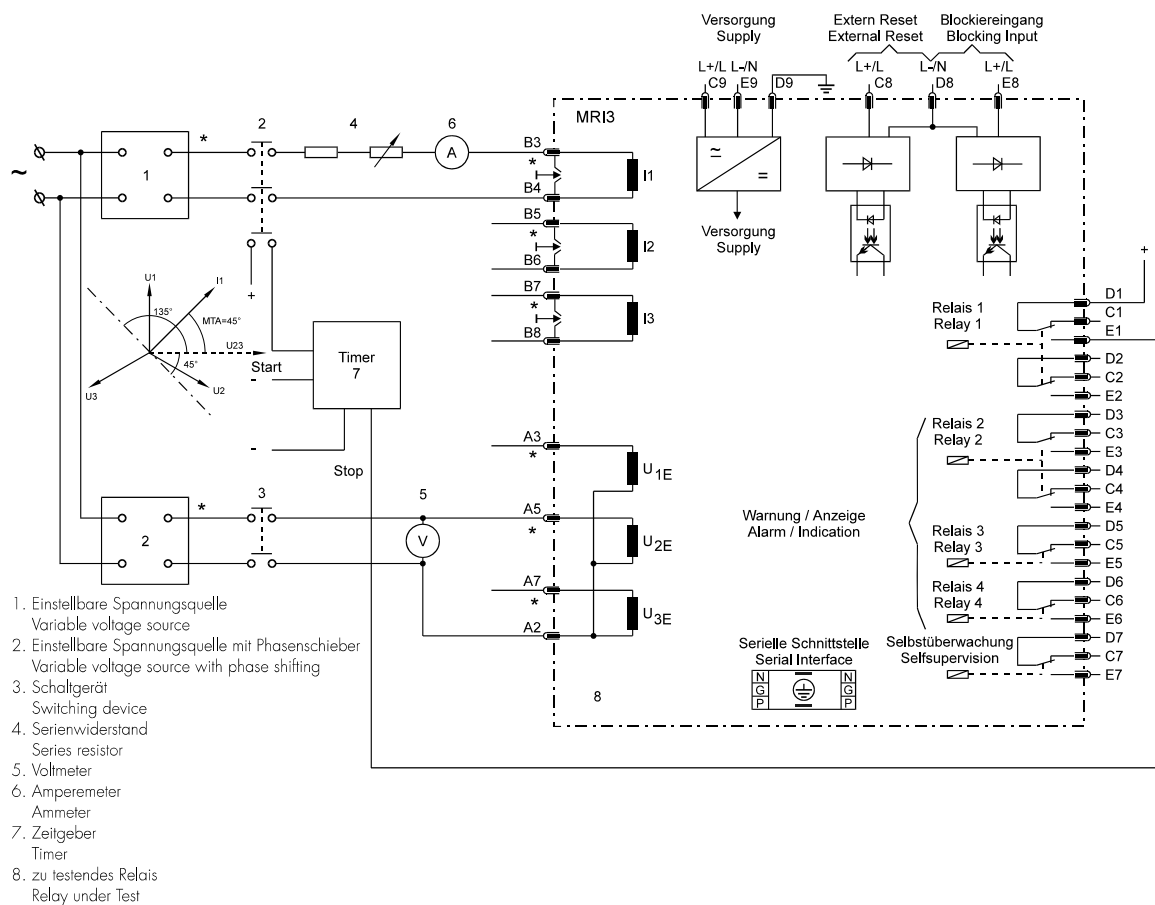 Versorgung
Supply
Extern Reset
External Reset
Blockiereingang
Blocking Input
L+/L L-/N
C9 E9 D9
L+/L L-/N L+/L
C8 D8 E8
MRI3
~
1
*
2
4
6
A
B3
*
B4
I1
B5
*
B6
I2
B7
*
B8
I3
≂
=
Versorgung
Supply
+
U1
I1
135°
MTA=45°
U23
45°
U2
U3
+
Start
-
-
Timer
7
Stop
2
*
3
5
V
A3
*
U1E
A5
*
U2E
A7
*
U3E
A2
8
Warnung / Anzeige
Alarm / Indication
Serielle Schnittstelle
Serial Interface
N
G
P
N
G
P
Relais 1
Relay 1
Relais 2
Relay 2
Relais 3
Relay 3
Relais 4
Relay 4
Selbstüberwachung
Selfsupervision
D1
C1
E1
D2
C2
E2
D3
C3
E3
D4
C4
E4
D5
C5
E5
D6
C6
E6
D7
C7
E7
1. Einstellbare Spannungsquelle
Variable voltage source
2. Einstellbare Spannungsquelle mit Phasenschieber
Variable voltage source with phase shifting
3. Schaltgerät
Switching device
4. Serienwiderstand
Series resistor
5. Voltmeter
6. Amperemeter
Ammeter
7. Zeitgeber
Timer
8. zu testendes Relais
Relay under Test